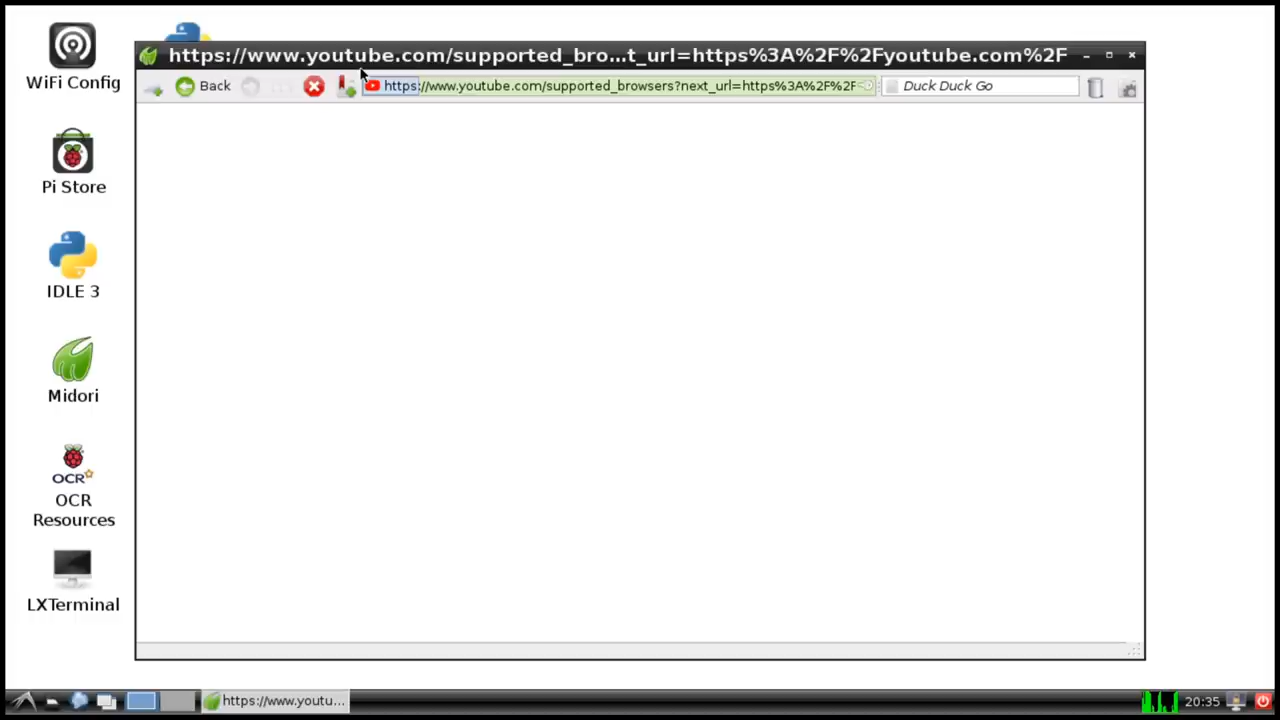 WiFi Config
Pi Store
IDLE 3
Midori
OCR
OCR
Resources
LXTerminal
https://www.youtube.com/supported_bro...t_url=https%3A%2F%2Fyoutube.com%2F
Back
https://www.youtube.com/supported_browsers?next_url=https%3A%2F%2F
Duck Duck Go
https://www.youtu...
20:35